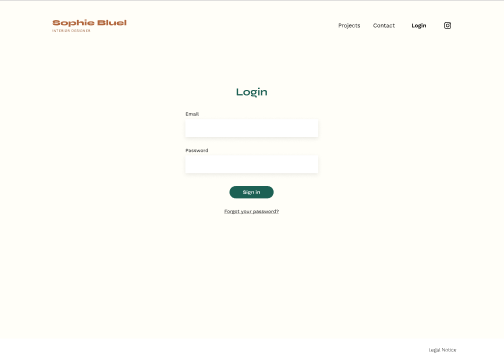 Sophie Bluel
INTERIOR DESIGNER
Projects Contact Login
Login
Email
Password
Sign in
Forgot your password?
Legal Notice